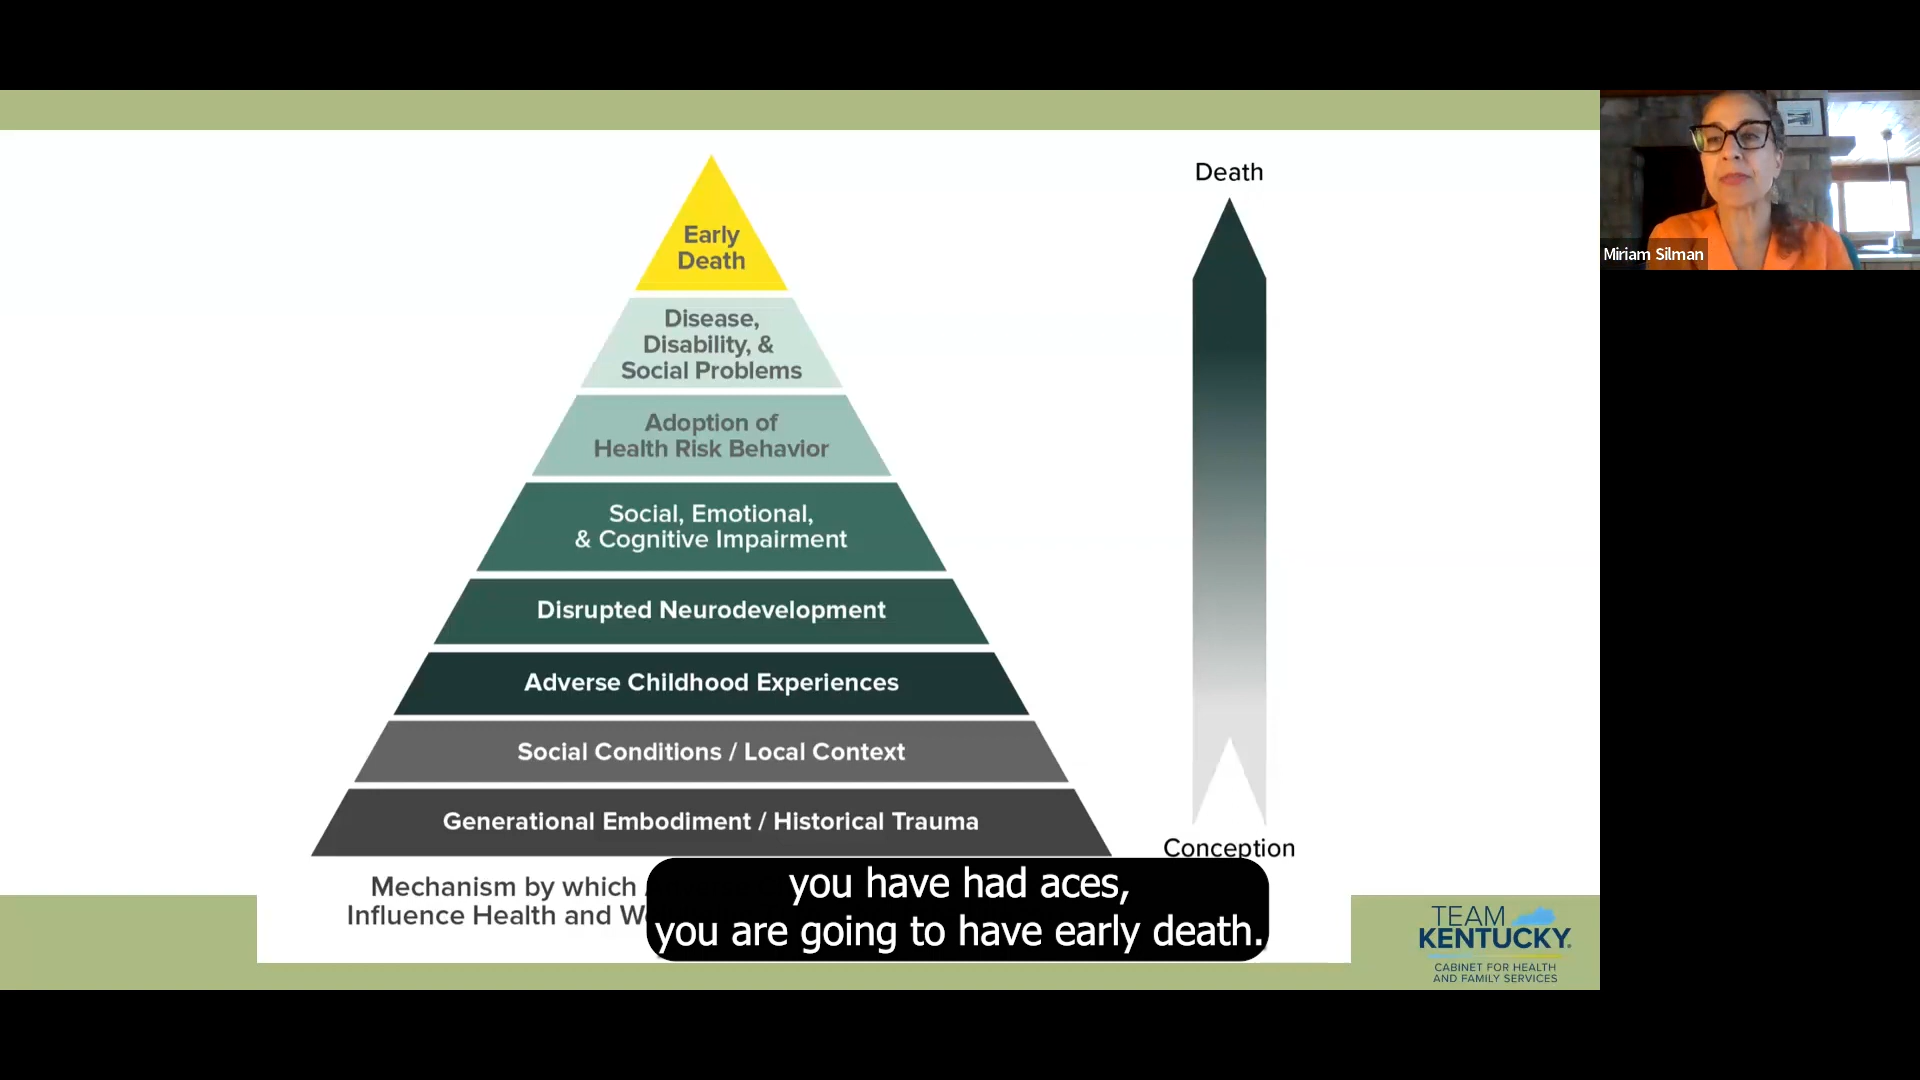 Early
Death
Disease,
Disability, &
Social Problems
Adoption of
Health Risk Behavior
Social, Emotional,
& Cognitive Impairment
Disrupted Neurodevelopment
Adverse Childhood Experiences
Social Conditions / Local Context
Generational Embodiment / Historical Trauma
Mechanism by which
Influence Health and
Death
Conception
you have had aces,
you are going to have early death.
TEAM
KENTUCKY.
CABINET FOR HEALTH
AND FAMILY SERVICES
Miriam Silman